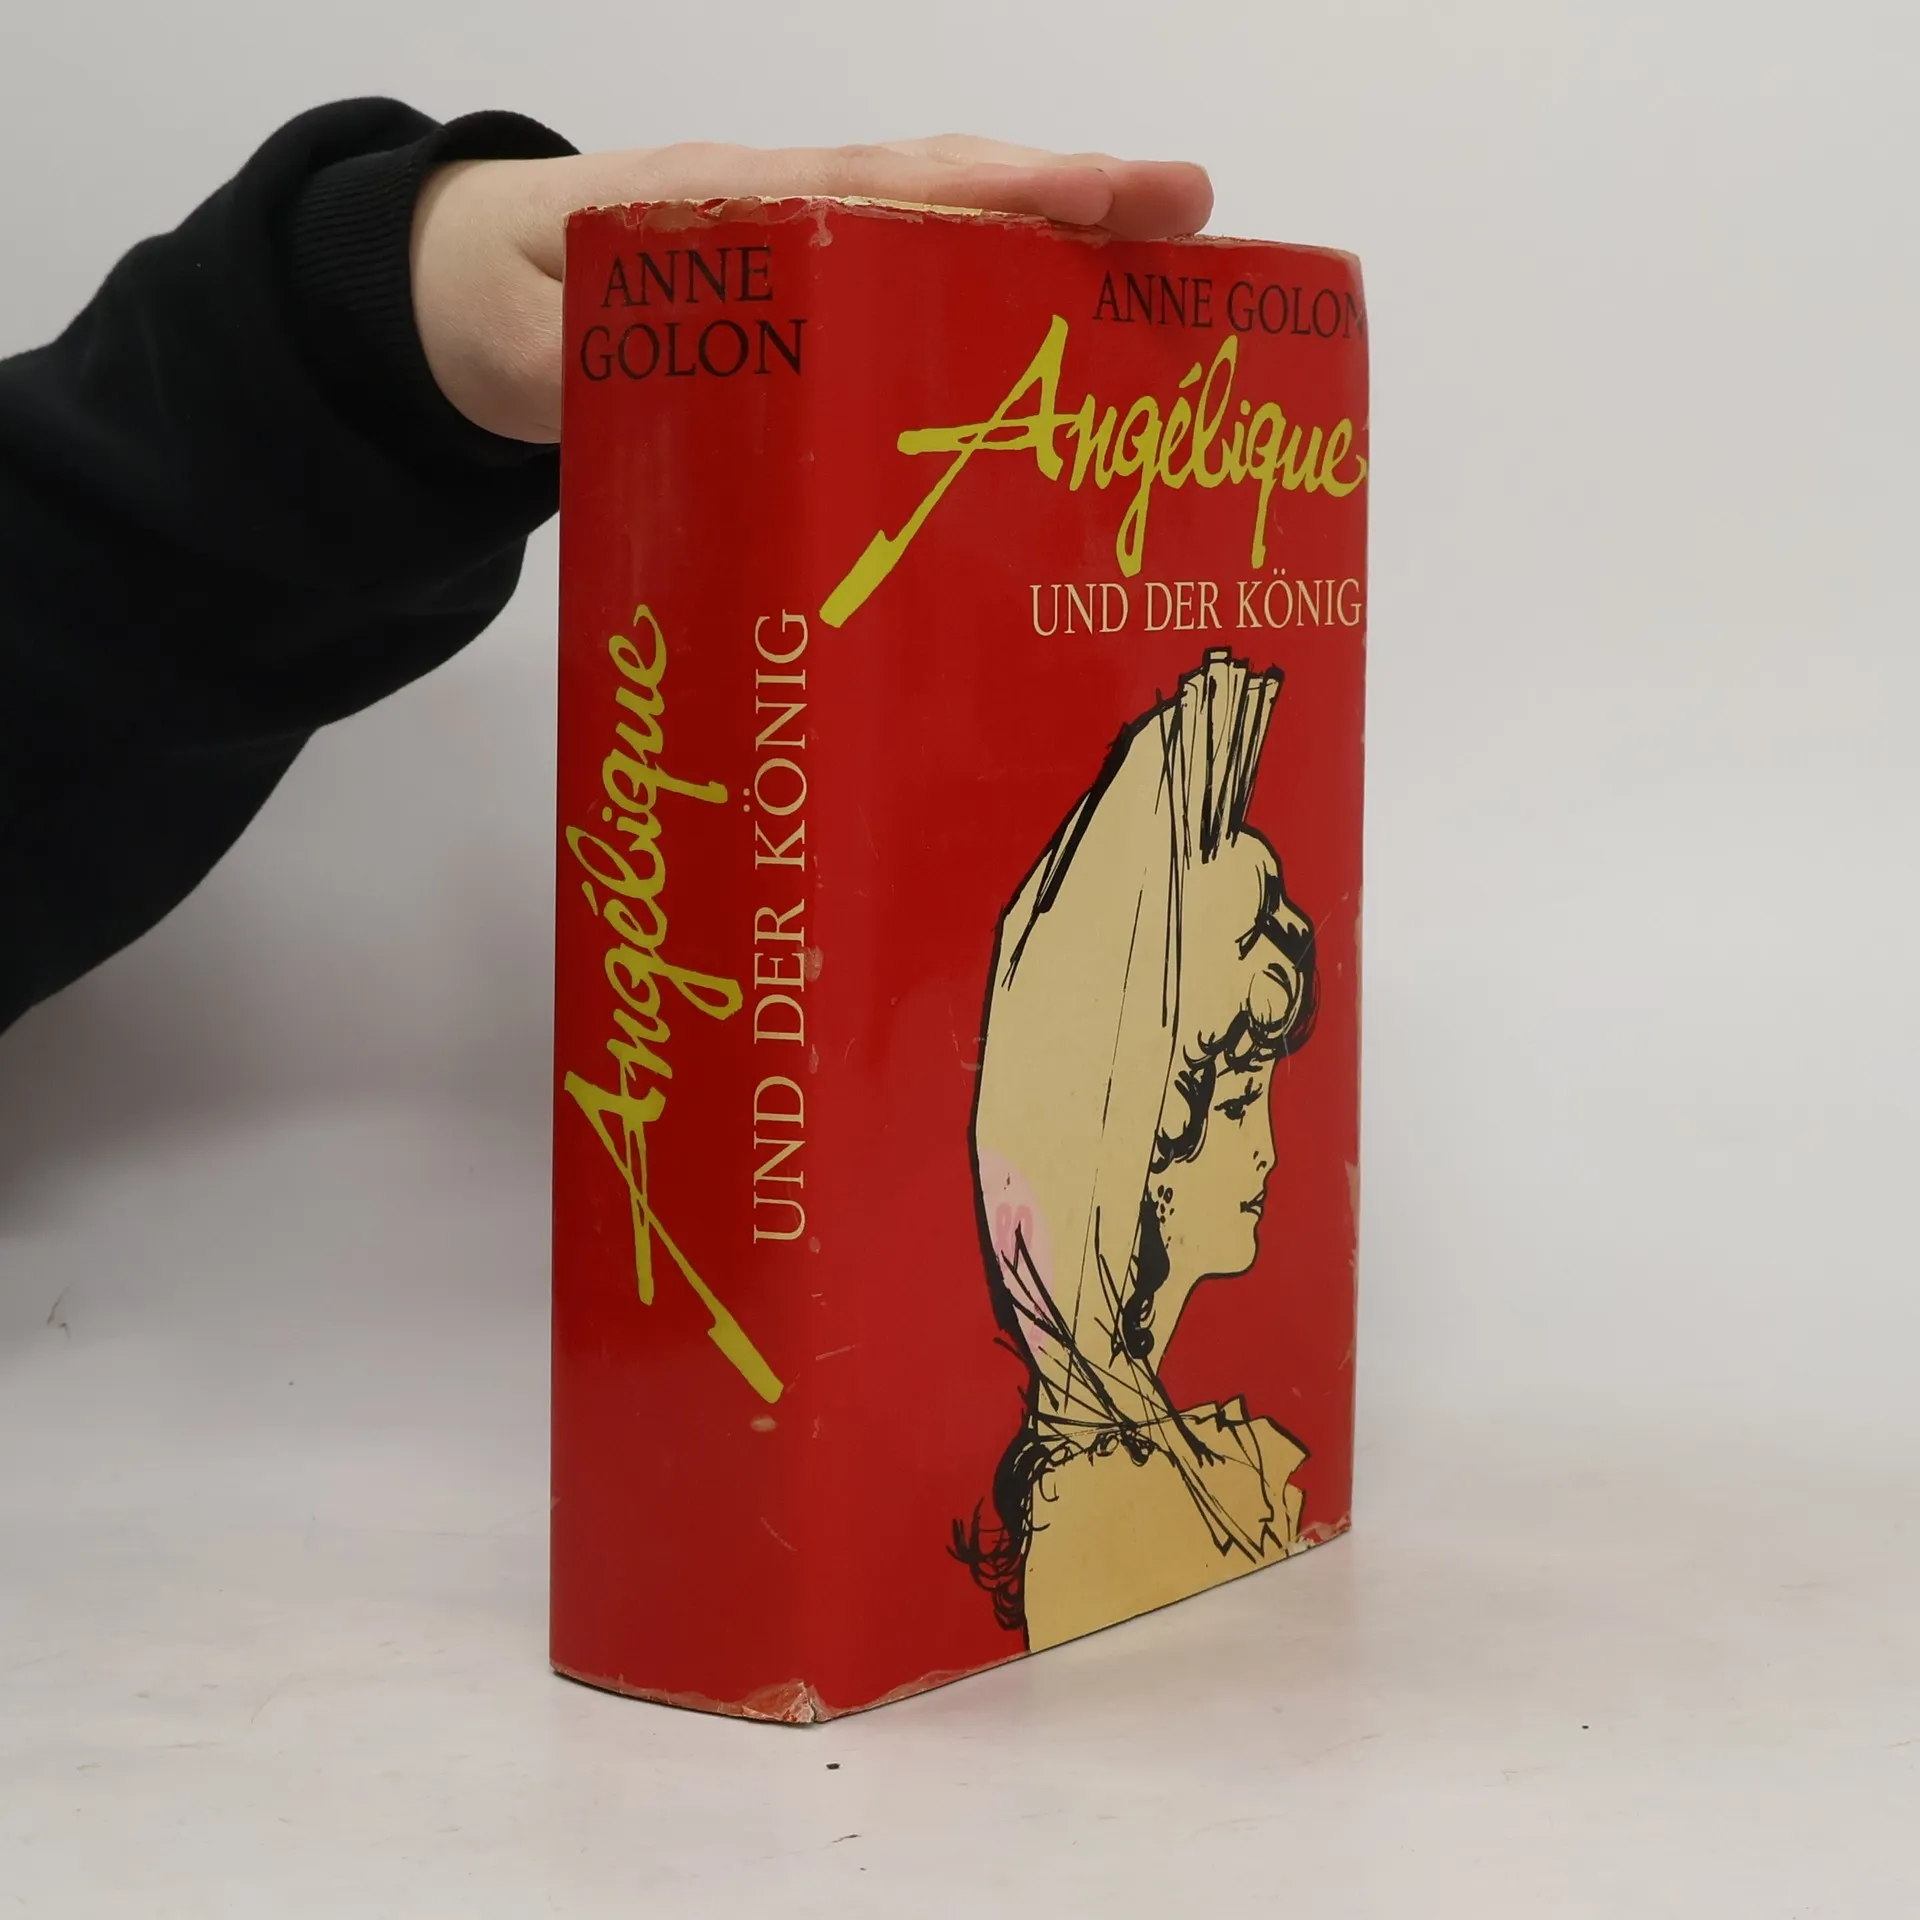 ANNE
GOLON
Angélique
UND DER KÖNIG
ANNE GOLON
Angélique
UND DER KÖNIG